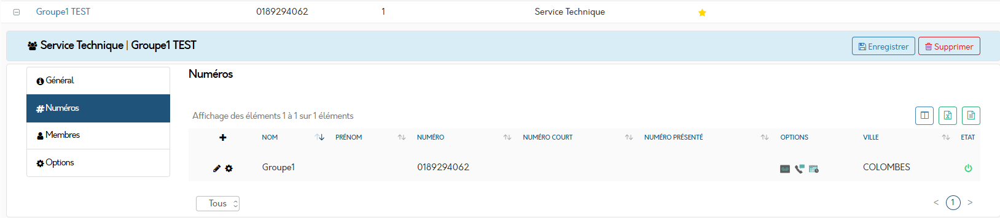 Groupe1 TEST 0189294062 1 Service Technique
Service Technique | Groupe1 TEST Enregistrer Supprimer
Général
Numéros
Membres
Options
Numéros
Affichage des éléments 1 à 1 sur 1 éléments
NOM PRÉNOM NUMÉRO NUMÉRO COURT NUMÉRO PRÉSENTÉ OPTIONS VILLE ETAT
Groupe1 0189294062 COLOMBES
Tous < 1 >